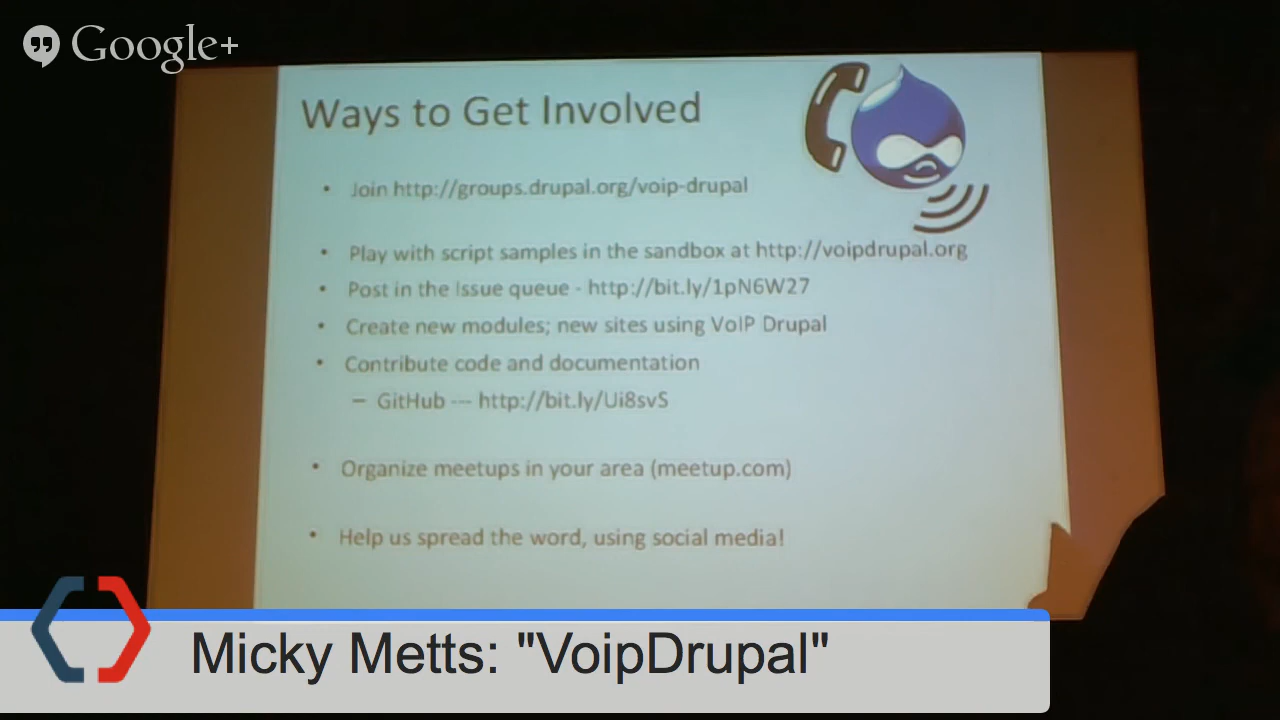 Google+
Ways to Get Involved
• Join http://groups.drupal.org/voip-drupal
• Play with script samples in the sandbox at http://voipdrupal.org
• Post in the Issue queue - http://bit.ly/1pN6W27
• Create new modules; new sites using VoIP Drupal
• Contribute code and documentation
– GitHub --- http://bit.ly/Ui8svS
• Organize meetups in your area (meetup.com)
• Help us spread the word, using social media!
Micky Metts: "VoipDrupal"